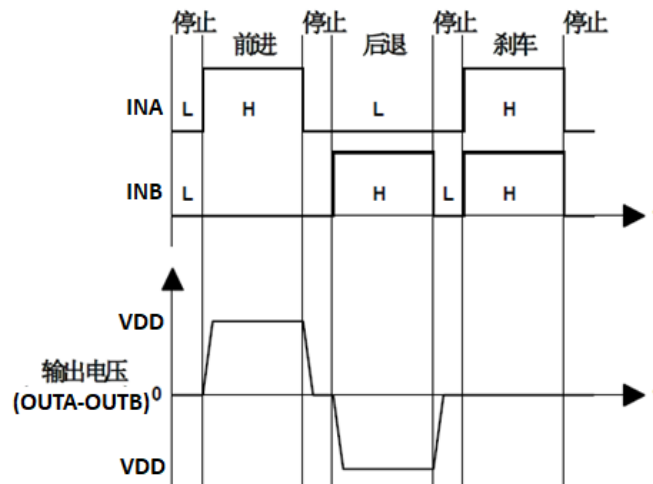 停止 停止 停止 停止
前进 后退 刹车
INA L H L H
INB L H L H
VDD
输出电压
(OUTA-OUTB) 0
VDD